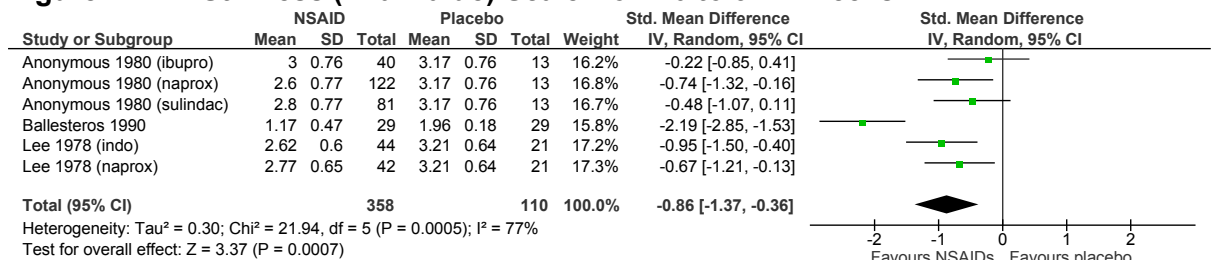 NSAID Placebo Std. Mean Difference Std. Mean Difference
Study or Subgroup Mean SD Total Mean SD Total Weight IV, Random, 95% CI IV, Random, 95% CI
Anonymous 1980 (ibupro) 3 0.76 40 3.17 0.76 13 16.2% -0.22 [-0.85, 0.41]
Anonymous 1980 (naprox) 2.6 0.77 122 3.17 0.76 13 16.8% -0.74 [-1.32, -0.16]
Anonymous 1980 (sulindac) 2.8 0.77 81 3.17 0.76 13 16.7% -0.48 [-1.07, 0.11]
Ballesteros 1990 1.17 0.47 29 1.96 0.18 29 15.8% -2.19 [-2.85, -1.53]
Lee 1978 (indo) 2.62 0.6 44 3.21 0.64 21 17.2% -0.95 [-1.50, -0.40]
Lee 1978 (naprox) 2.77 0.65 42 3.21 0.64 21 17.3% -0.67 [-1.21, -0.13]
Total (95% CI) 358 110 100.0% -0.86 [-1.37, -0.36]
Heterogeneity: Tau² = 0.30; Chi² = 21.94, df = 5 (P = 0.0005); I² = 77%
Test for overall effect: Z = 3.37 (P = 0.0007)
-2 -1 0 1 2
Favours NSAIDs Favours placebo